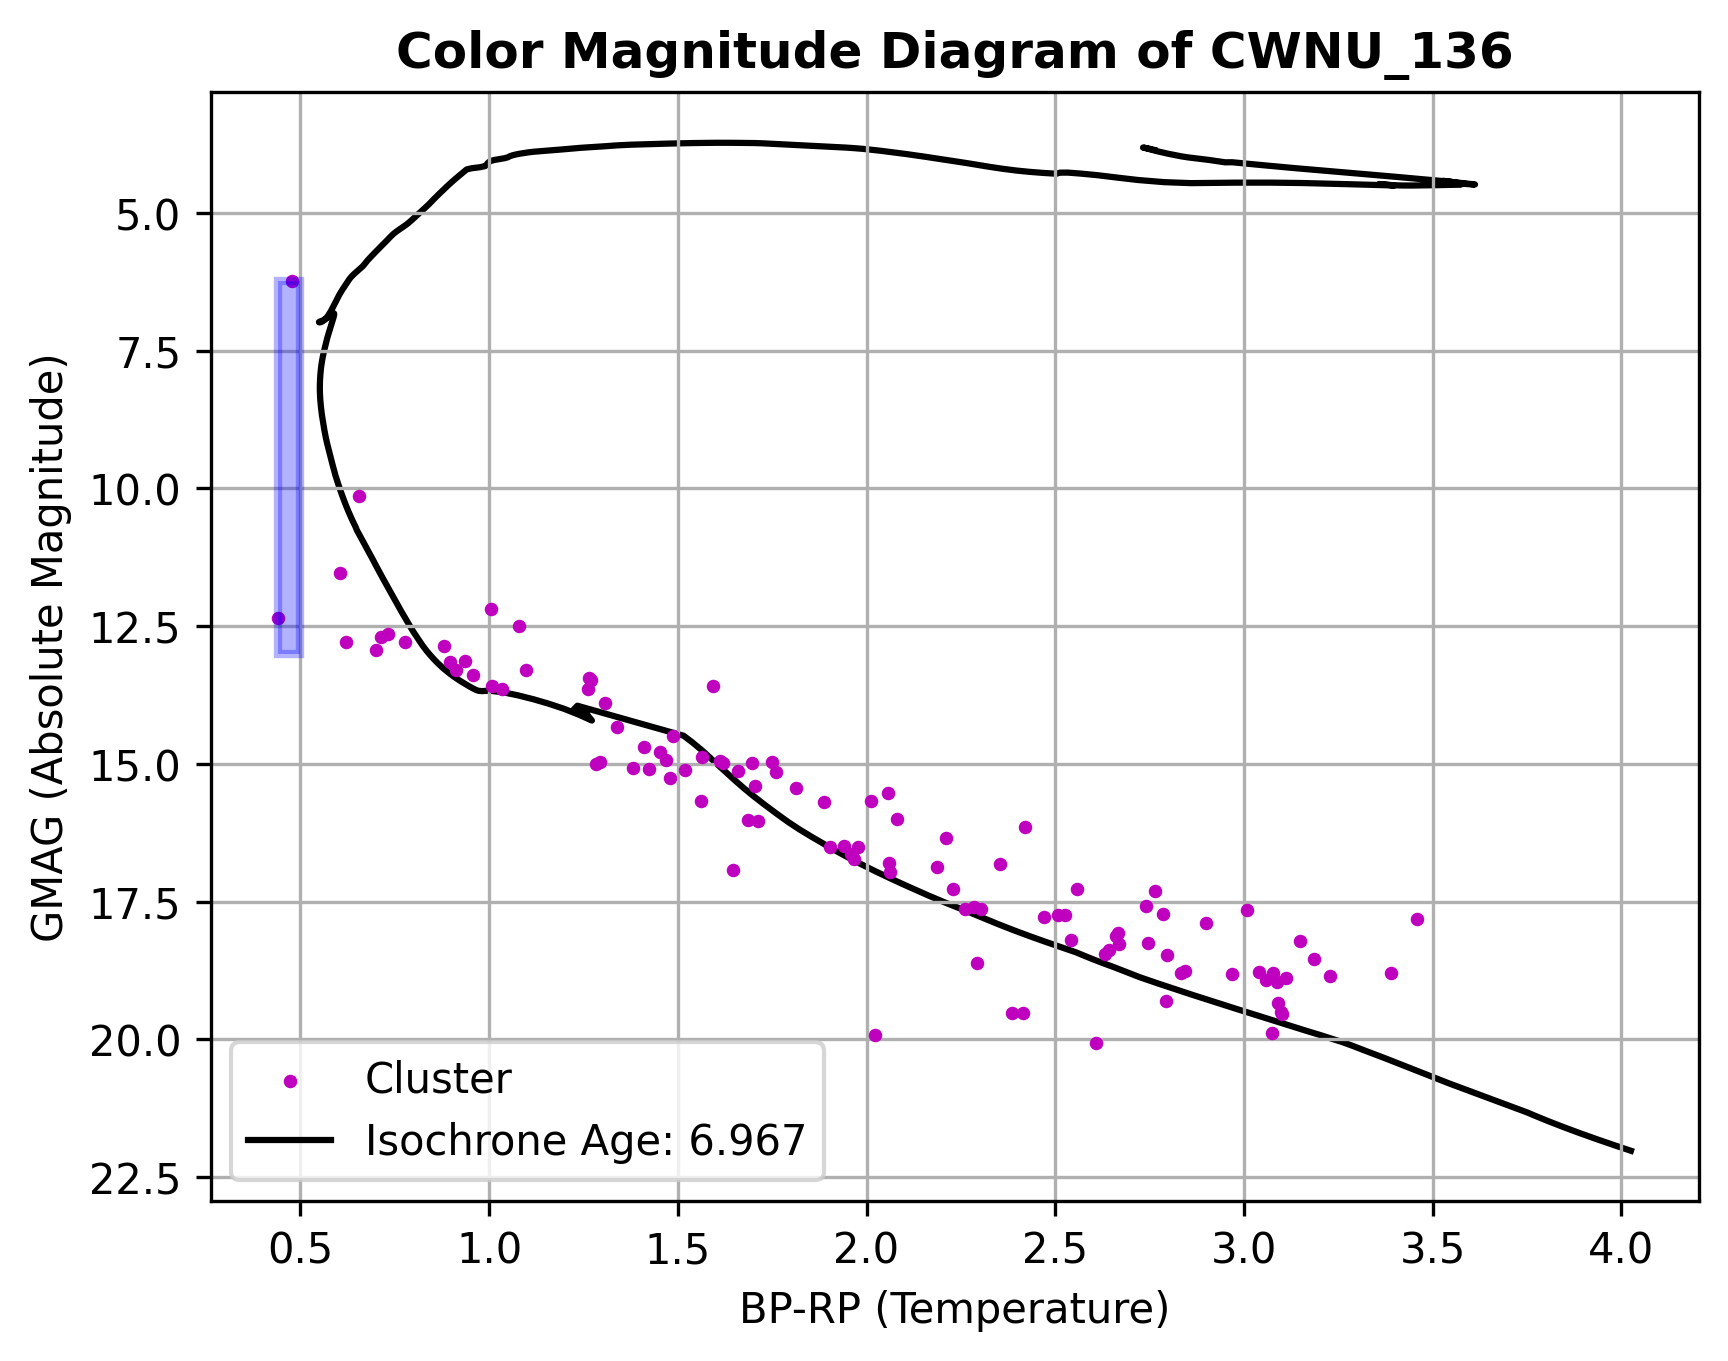 Color Magnitude Diagram of CWNU_136
GMAG (Absolute Magnitude)
5.0
7.5
10.0
12.5
15.0
17.5
20.0
22.5
Cluster
Isochrone Age: 6.967
0.5 1.0 1.5 2.0 2.5 3.0 3.5 4.0
BP-RP (Temperature)